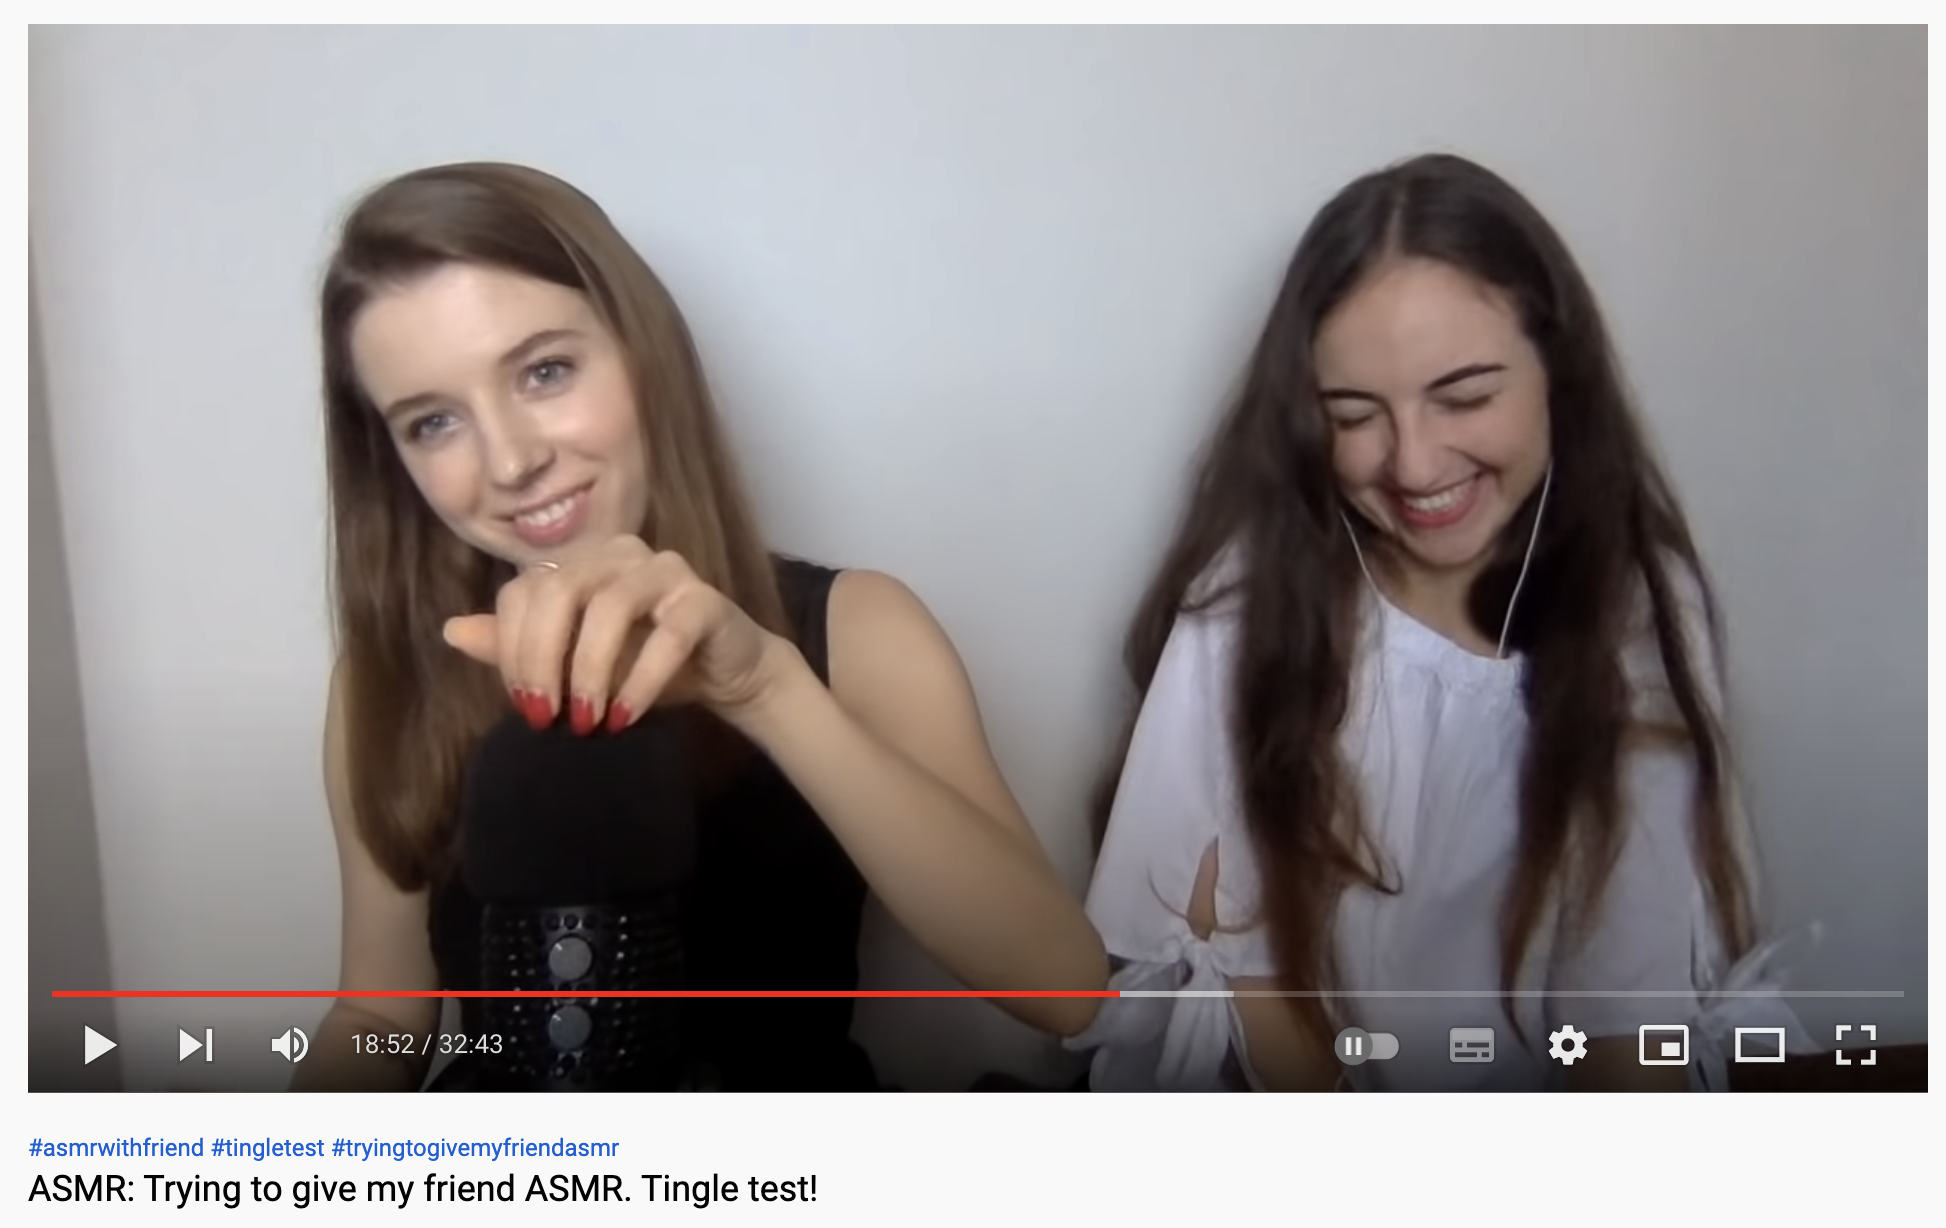 18:52 / 32:43
#asmrwithfriend #tingletest #tryingtogivemyfriendasmr
ASMR: Trying to give my friend ASMR. Tingle test!